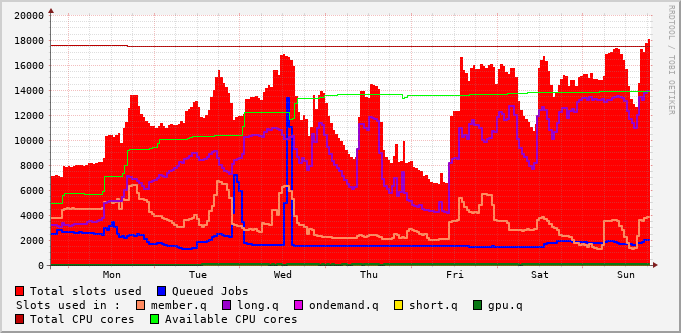 20000
18000
16000
14000
12000
10000
8000
6000
4000
2000
0
Mon Tue Wed Thu Fri Sat Sun
RRDTOOL / TOBI OETIKER
Total slots used Queued Jobs
Slots used in : member.q long.q ondemand.q short.q gpu.q
Total CPU cores Available CPU cores